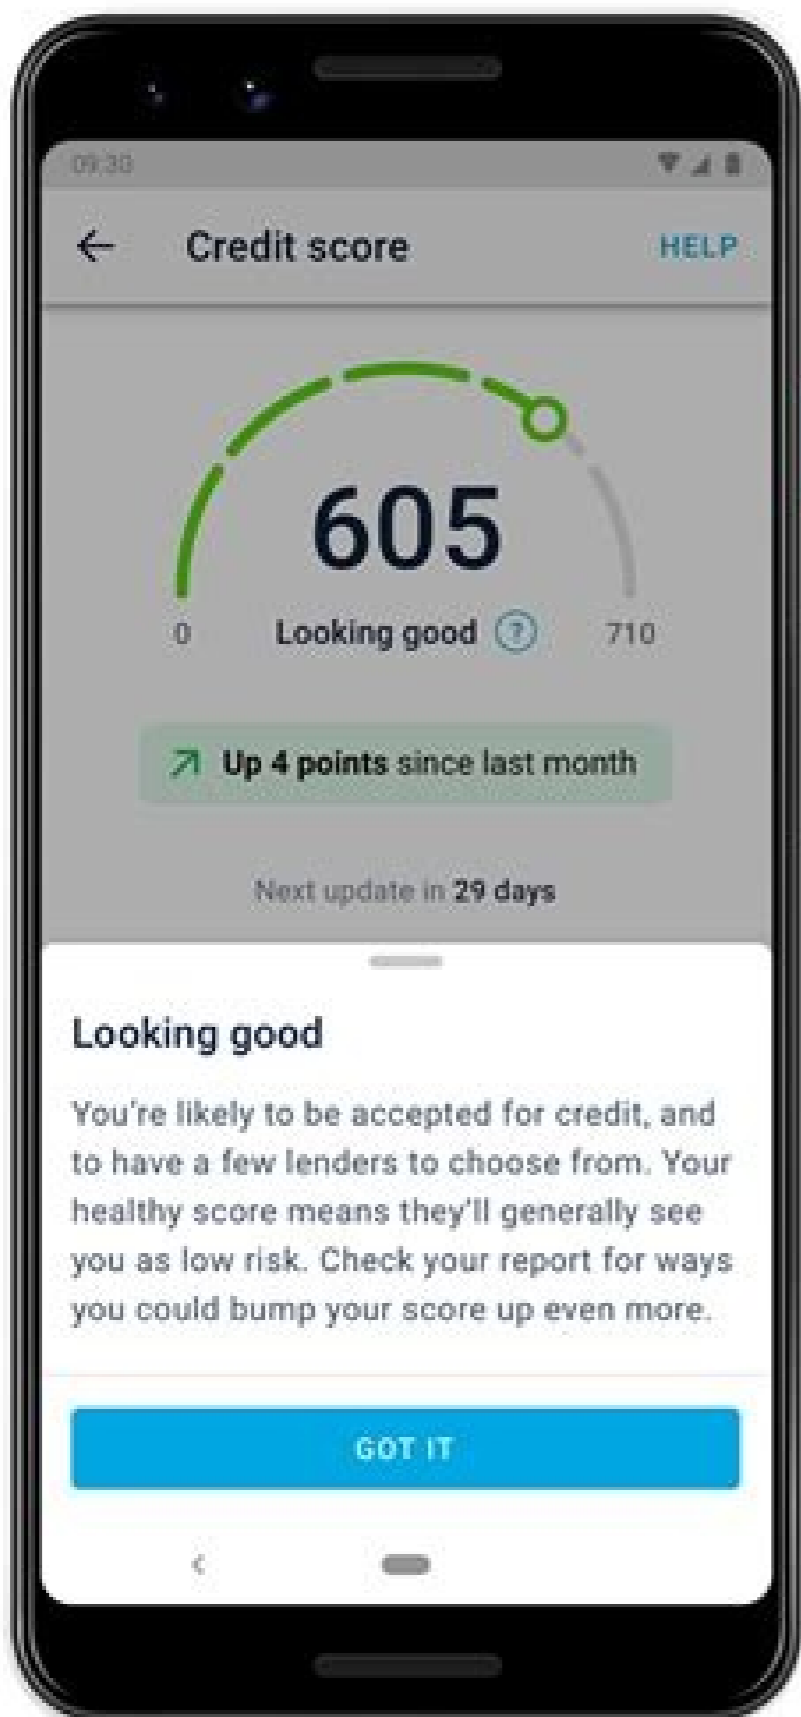 09:30
Credit score HELP
605
0 Looking good ? 710
Up 4 points since last month
Next update in 29 days
Looking good
You're likely to be accepted for credit, and
to have a few lenders to choose from. Your
healthy score means they'll generally see
you as low risk. Check your report for ways
you could bump your score up even more.
GOT IT